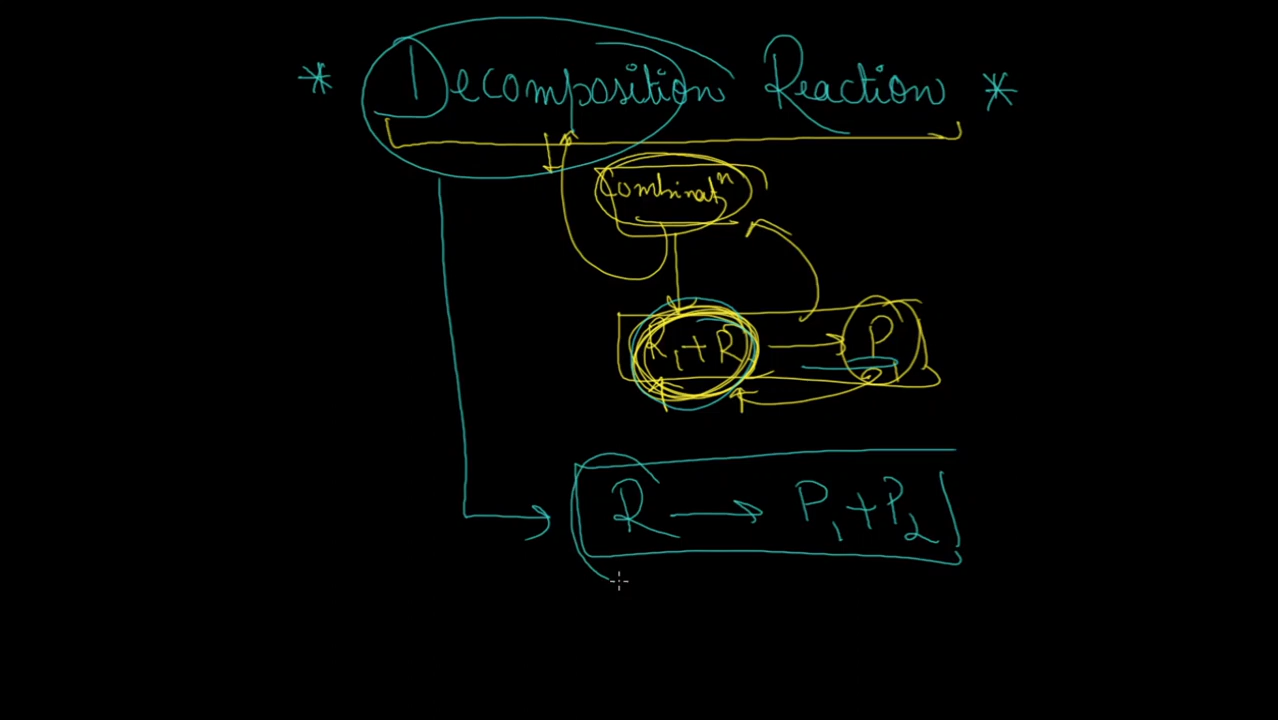 * Decomposition Reaction *
Combinatⁿ
R₁+R₂ → P
R → P₁+P₂